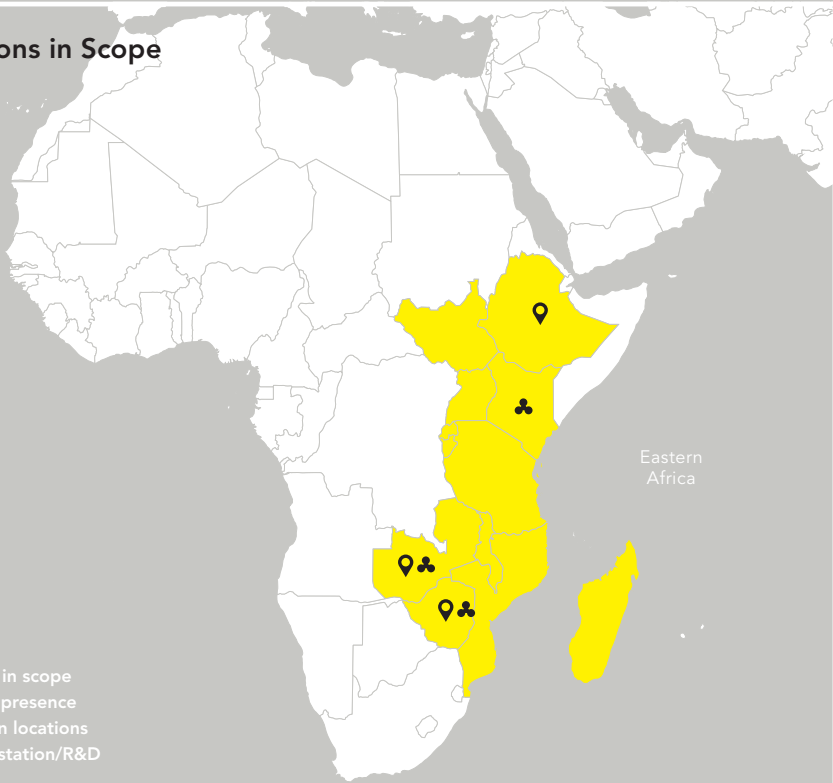 ons in Scope
Eastern
Africa
in scope
presence
n locations
station/R&D